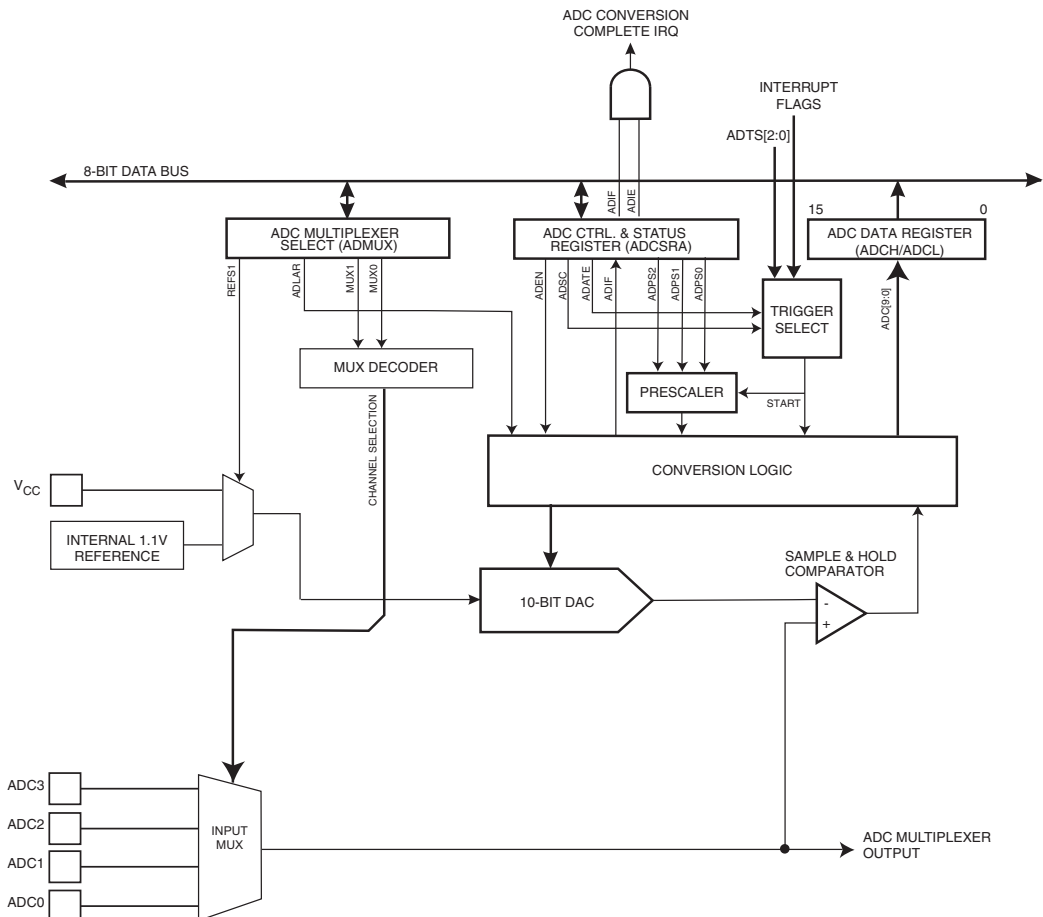 ADC CONVERSION
COMPLETE IRQ
INTERRUPT
FLAGS
ADTS[2:0]
8-BIT DATA BUS
ADIF
ADIE
15
0
ADC MULTIPLEXER
SELECT (ADMUX)
ADC CTRL. & STATUS
REGISTER (ADCSRA)
ADC DATA REGISTER
(ADCH/ADCL)
REFS1
ADLAR
MUX1
MUX0
ADEN
ADSC
ADATE
ADIF
ADPS2
ADPS1
ADPS0
ADC[9:0]
TRIGGER
SELECT
MUX DECODER
PRESCALER
START
CHANNEL SELECTION
CONVERSION LOGIC
VCC
INTERNAL 1.1V
REFERENCE
SAMPLE & HOLD
COMPARATOR
10-BIT DAC
-
+
ADC3
ADC2
ADC1
ADC0
INPUT
MUX
ADC MULTIPLEXER
OUTPUT